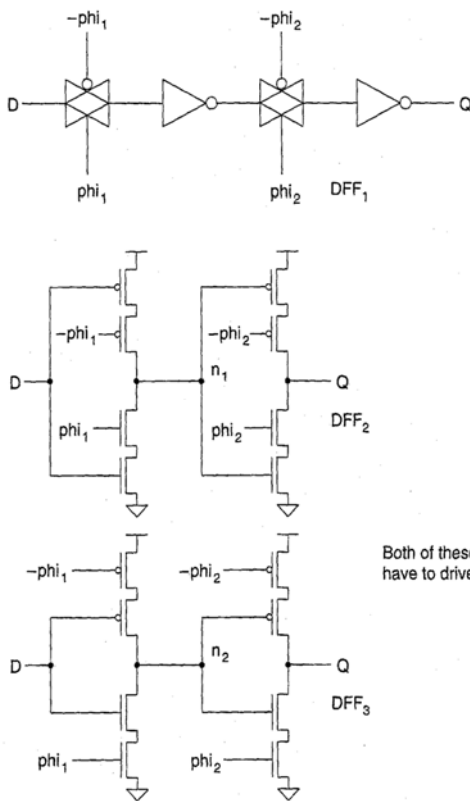 -phi1 -phi2
D Q
phi1 phi2 DFF1
-phi1 -phi2
D n1 Q
phi1 phi2 DFF2
-phi1 -phi2
Both of these
have to drive
D n2 Q
DFF3
phi1 phi2